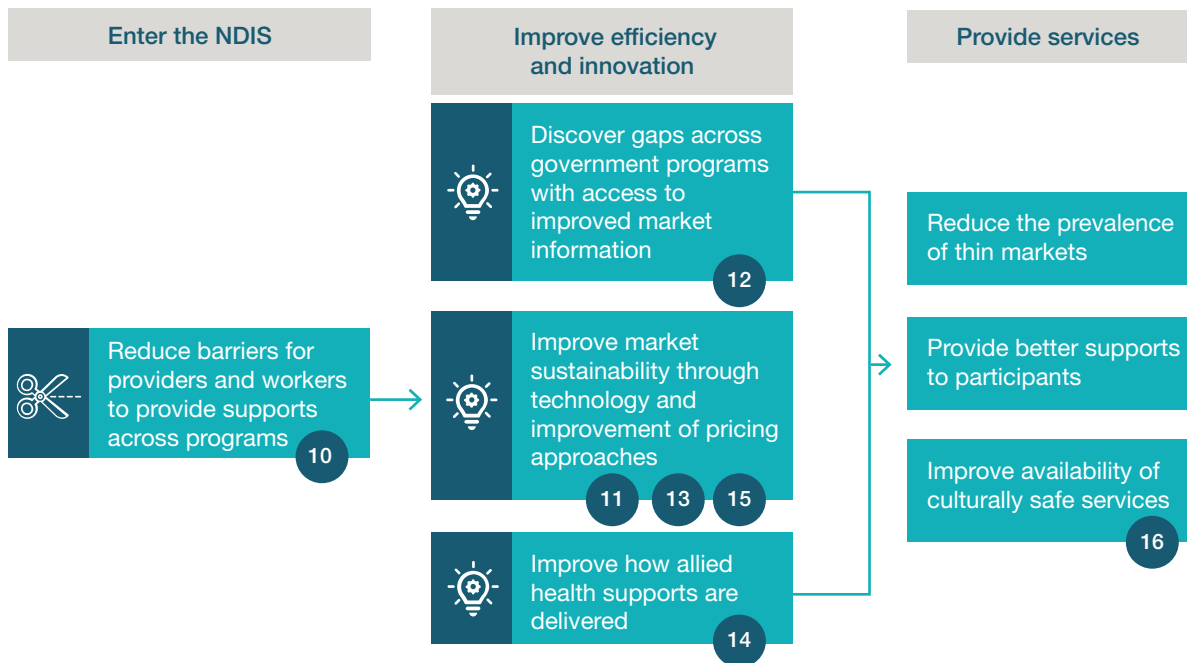 Enter the NDIS
Reduce barriers for
providers and workers
to provide supports
across programs
10
Improve efficiency
and innovation
Discover gaps across
government programs
with access to
improved market
information
12
Improve market
sustainability through
technology and
improvement of pricing
approaches
11
13
15
Improve how allied
health supports are
delivered
14
Provide services
Reduce the prevalence
of thin markets
Provide better supports
to participants
Improve availability of
culturally safe services
16